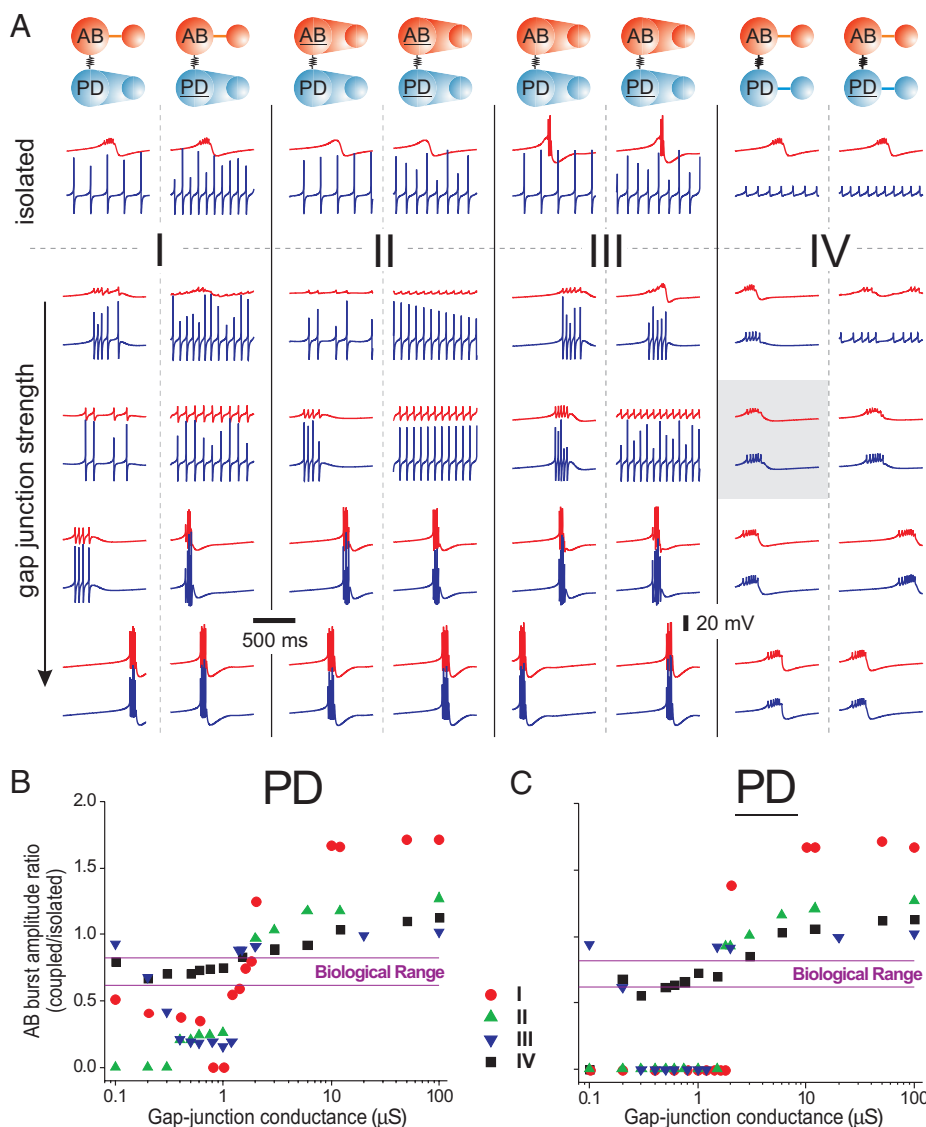 A
AB AB AB AB AB AB AB AB
PD PD PD PD PD PD PD PD
isolated
I II III IV
gap junction strength
500 ms
20 mV
B PD
2.0
1.5
1.0
0.5
0.0
AB burst amplitude ratio
(coupled/isolated)
Biological Range
0.1 1 10 100
Gap-junction conductance (μS)
I
II
III
IV
C PD
Biological Range
0.1 1 10 100
Gap-junction conductance (μS)